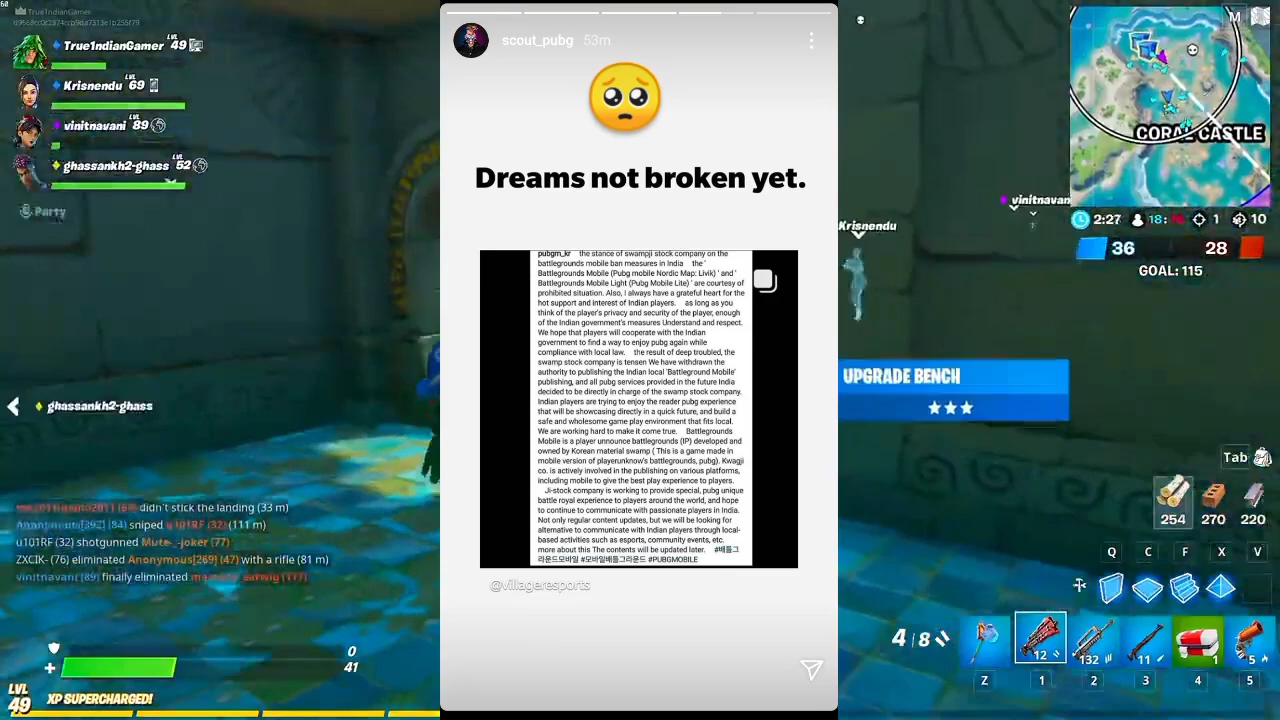 True1indianGamer
True1indianGamer 49
LVL
Krisnendu 69
LVL
vinitnavani 89
LVL
ghassank-gh2 52
LVL
Party
ghassankh2-ghass
didn't stick the landing (33 m)
sniped u101RF (32) (111 m)
u101RF (32) shotgunned Mute_-joker (77)
ZXCIK- (76) eliminated Anonymous[269] (47) with a rifle (81 m)
vinitnavani (89) finally eliminated
0
41
LVL
49
XP SUPERCHARGED!
scout_pubg 53m
Dreams not broken yet.
pubgm_kr the stance of swampji stock company on the
battlegrounds mobile ban measures in India the '
Battlegrounds Mobile (Pubg mobile Nordic Map: Livik) ' and '
Battlegrounds Mobile Light (Pubg Mobile Lite) ' are courtesy of
prohibited situation. Also, I always have a grateful heart for the
hot support and interest of Indian players. as long as you
think of the player's privacy and security of the player, enough
of the Indian government's measures Understand and respect.
We hope that players will cooperate with the Indian
government to find a way to enjoy pubg again while
compliance with local law. the result of deep troubled, the
swamp stock company is tensen We have withdrawn the
authority to publishing the Indian local 'Battleground Mobile'
publishing, and all pubg services provided in the future India
decided to be directly in charge of the swamp stock company.
Indian players are trying to enjoy the reader pubg experience
that will be showcasing directly in a quick future, and build a
safe and wholesome game play environment that fits local.
We are working hard to make it come true. Battlegrounds
Mobile is a player unnounce battlegrounds (IP) developed and
owned by Korean material swamp ( This is a game made in
mobile version of playerunknow's battlegrounds, pubg). Kwagji
co. is actively involved in the publishing on various platforms,
including mobile to give the best play experience to players.
Ji-stock company is working to provide special, pubg unique
battle royal experience to players around the world, and hope
to continue to communicate with passionate players in India.
Not only regular content updates, but we will be looking for
alternative to communicate with Indian players through local-
based activities such as esports, community events, etc.
more about this The contents will be updated later. #배틀그
라운드모바일 #모바일배틀그라운드 #PUBGMOBILE
@villageresports
M
CORAL CASTLE
vinitnavan
Krisnendu
2:27 18 10
36 28
GOAL: 115
UPGRADE BENCH
Tab
254 220 254
Q C V F
48
12 132 11 1 5
Z 2 3 4 5